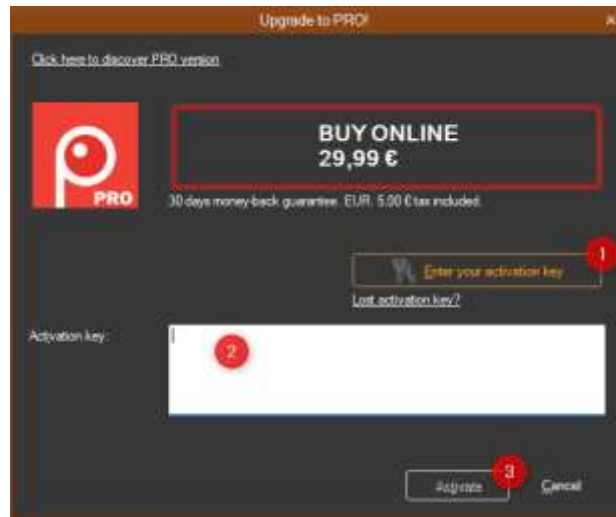 Upgrade to PRO!
Click here to discover PRO version
PRO
BUY ONLINE
29,99 €
30 days money-back guarantee. EUR. 5.00 € tax included.
1
Enter your activation key
Lost activation key?
Activation key:
2
3
Activate
Cancel